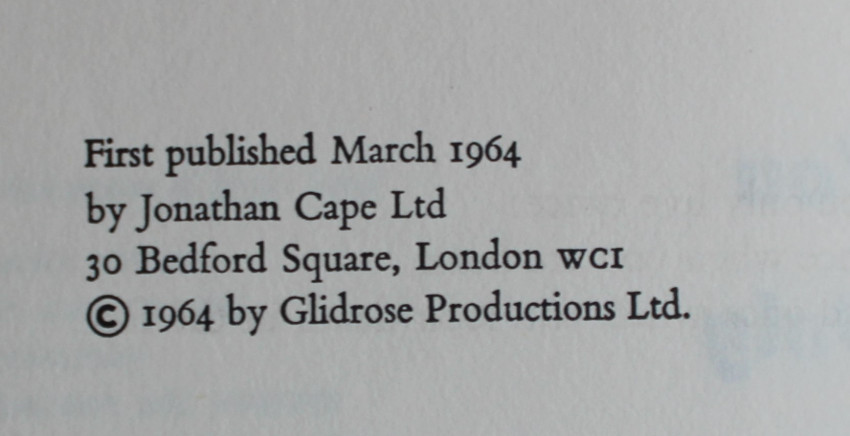 First published March 1964
by Jonathan Cape Ltd
30 Bedford Square, London WC1
© 1964 by Glidrose Productions Ltd.